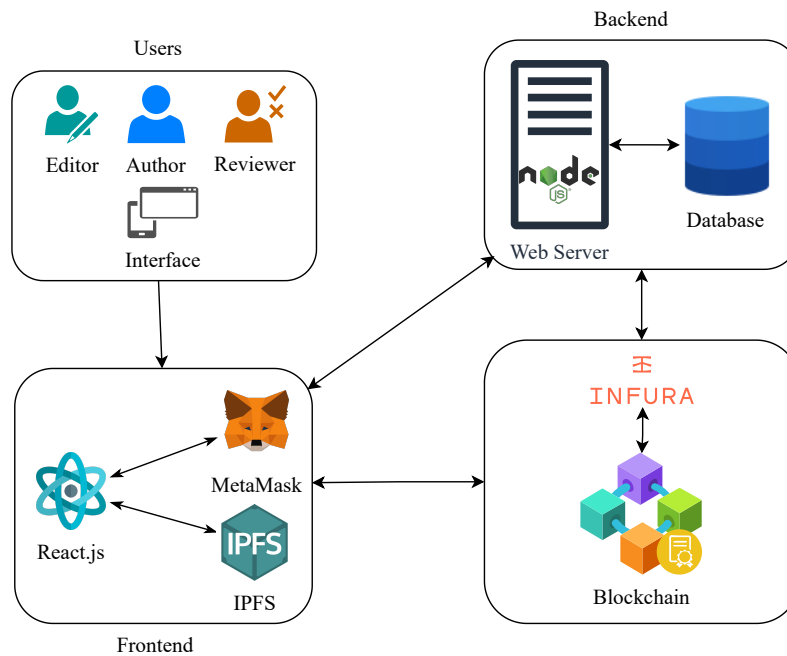 Users
Editor
Author
Reviewer
Interface
Backend
node
JS
Web Server
Database
React.js
MetaMask
IPFS
IPFS
Frontend
INFURA
Blockchain